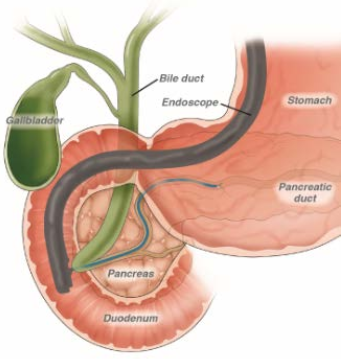 Bile duct
Endoscope
Stomach
Gallbladder
Pancreatic
duct
Pancreas
Duodenum